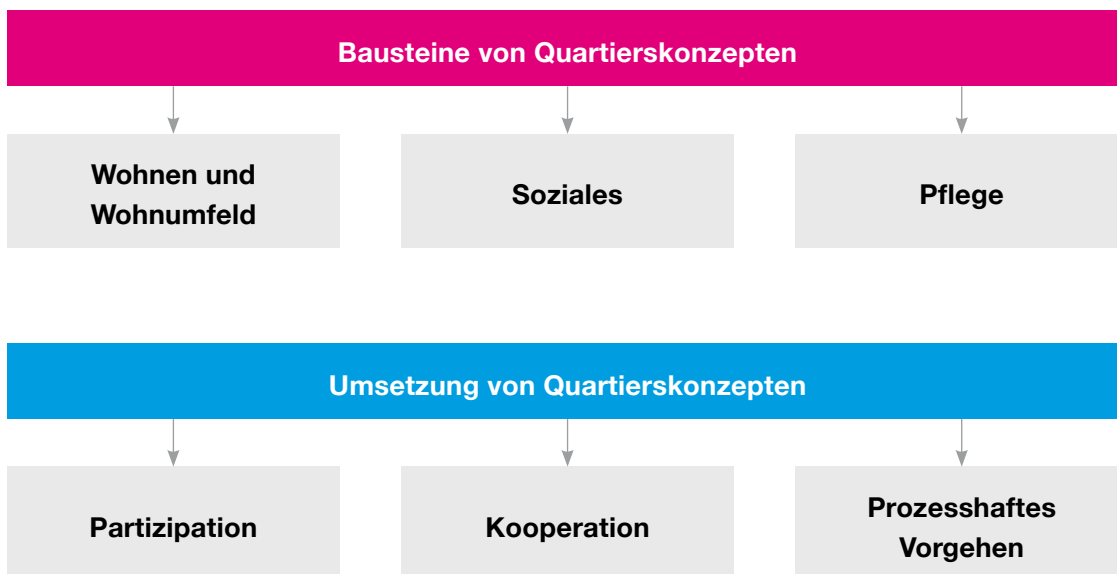 Bausteine von Quartierskonzepten
Wohnen und
Wohnumfeld
Soziales
Pflege
Umsetzung von Quartierskonzepten
Partizipation
Kooperation
Prozesshaftes
Vorgehen